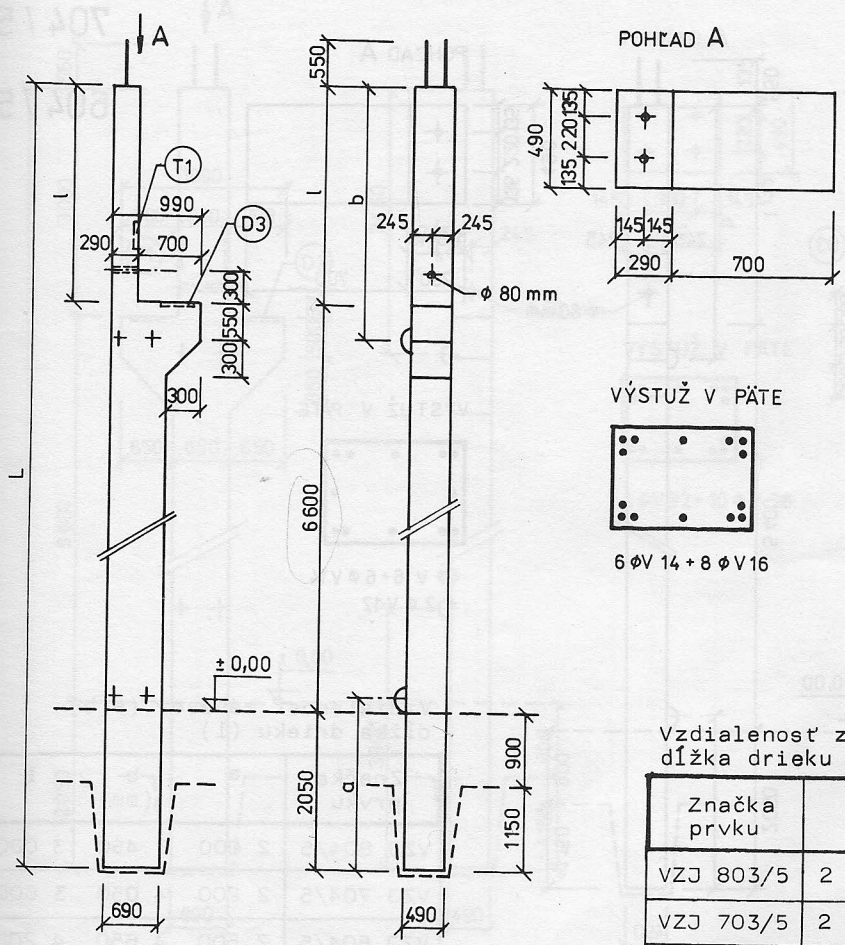 A
L
l
T1
990
290
700
D3
300
550
300
300
± 0,00
690
550
l
b
245
245
ϕ 80 mm
6 600
2050
a
900
1150
490
POHĽAD A
490
135
220
135
145
145
290
700
VÝSTUŽ V PÄTE
6 ϕV 14 + 8 ϕ V 16
Vzdialenosť z
dĺžka drieku
Značka
prvku
VZJ 803/5 2
VZJ 703/5 2